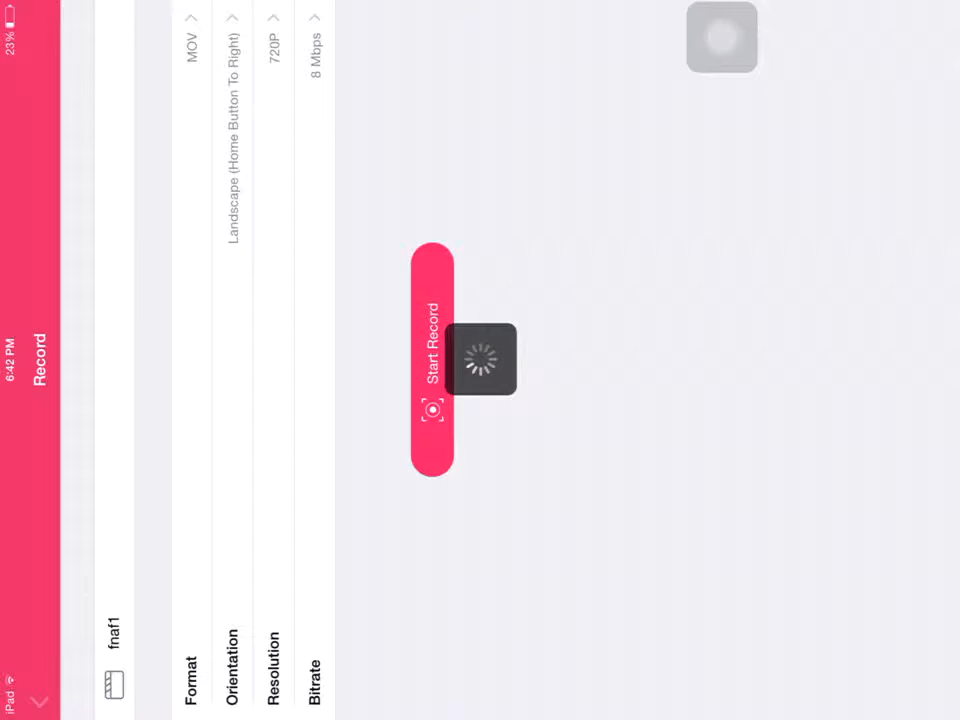 iPad 6:42 PM 23%
Record
fnaf1
Format MOV
Orientation Landscape (Home Button To Right)
Resolution 720P
Bitrate 8 Mbps
Start Record